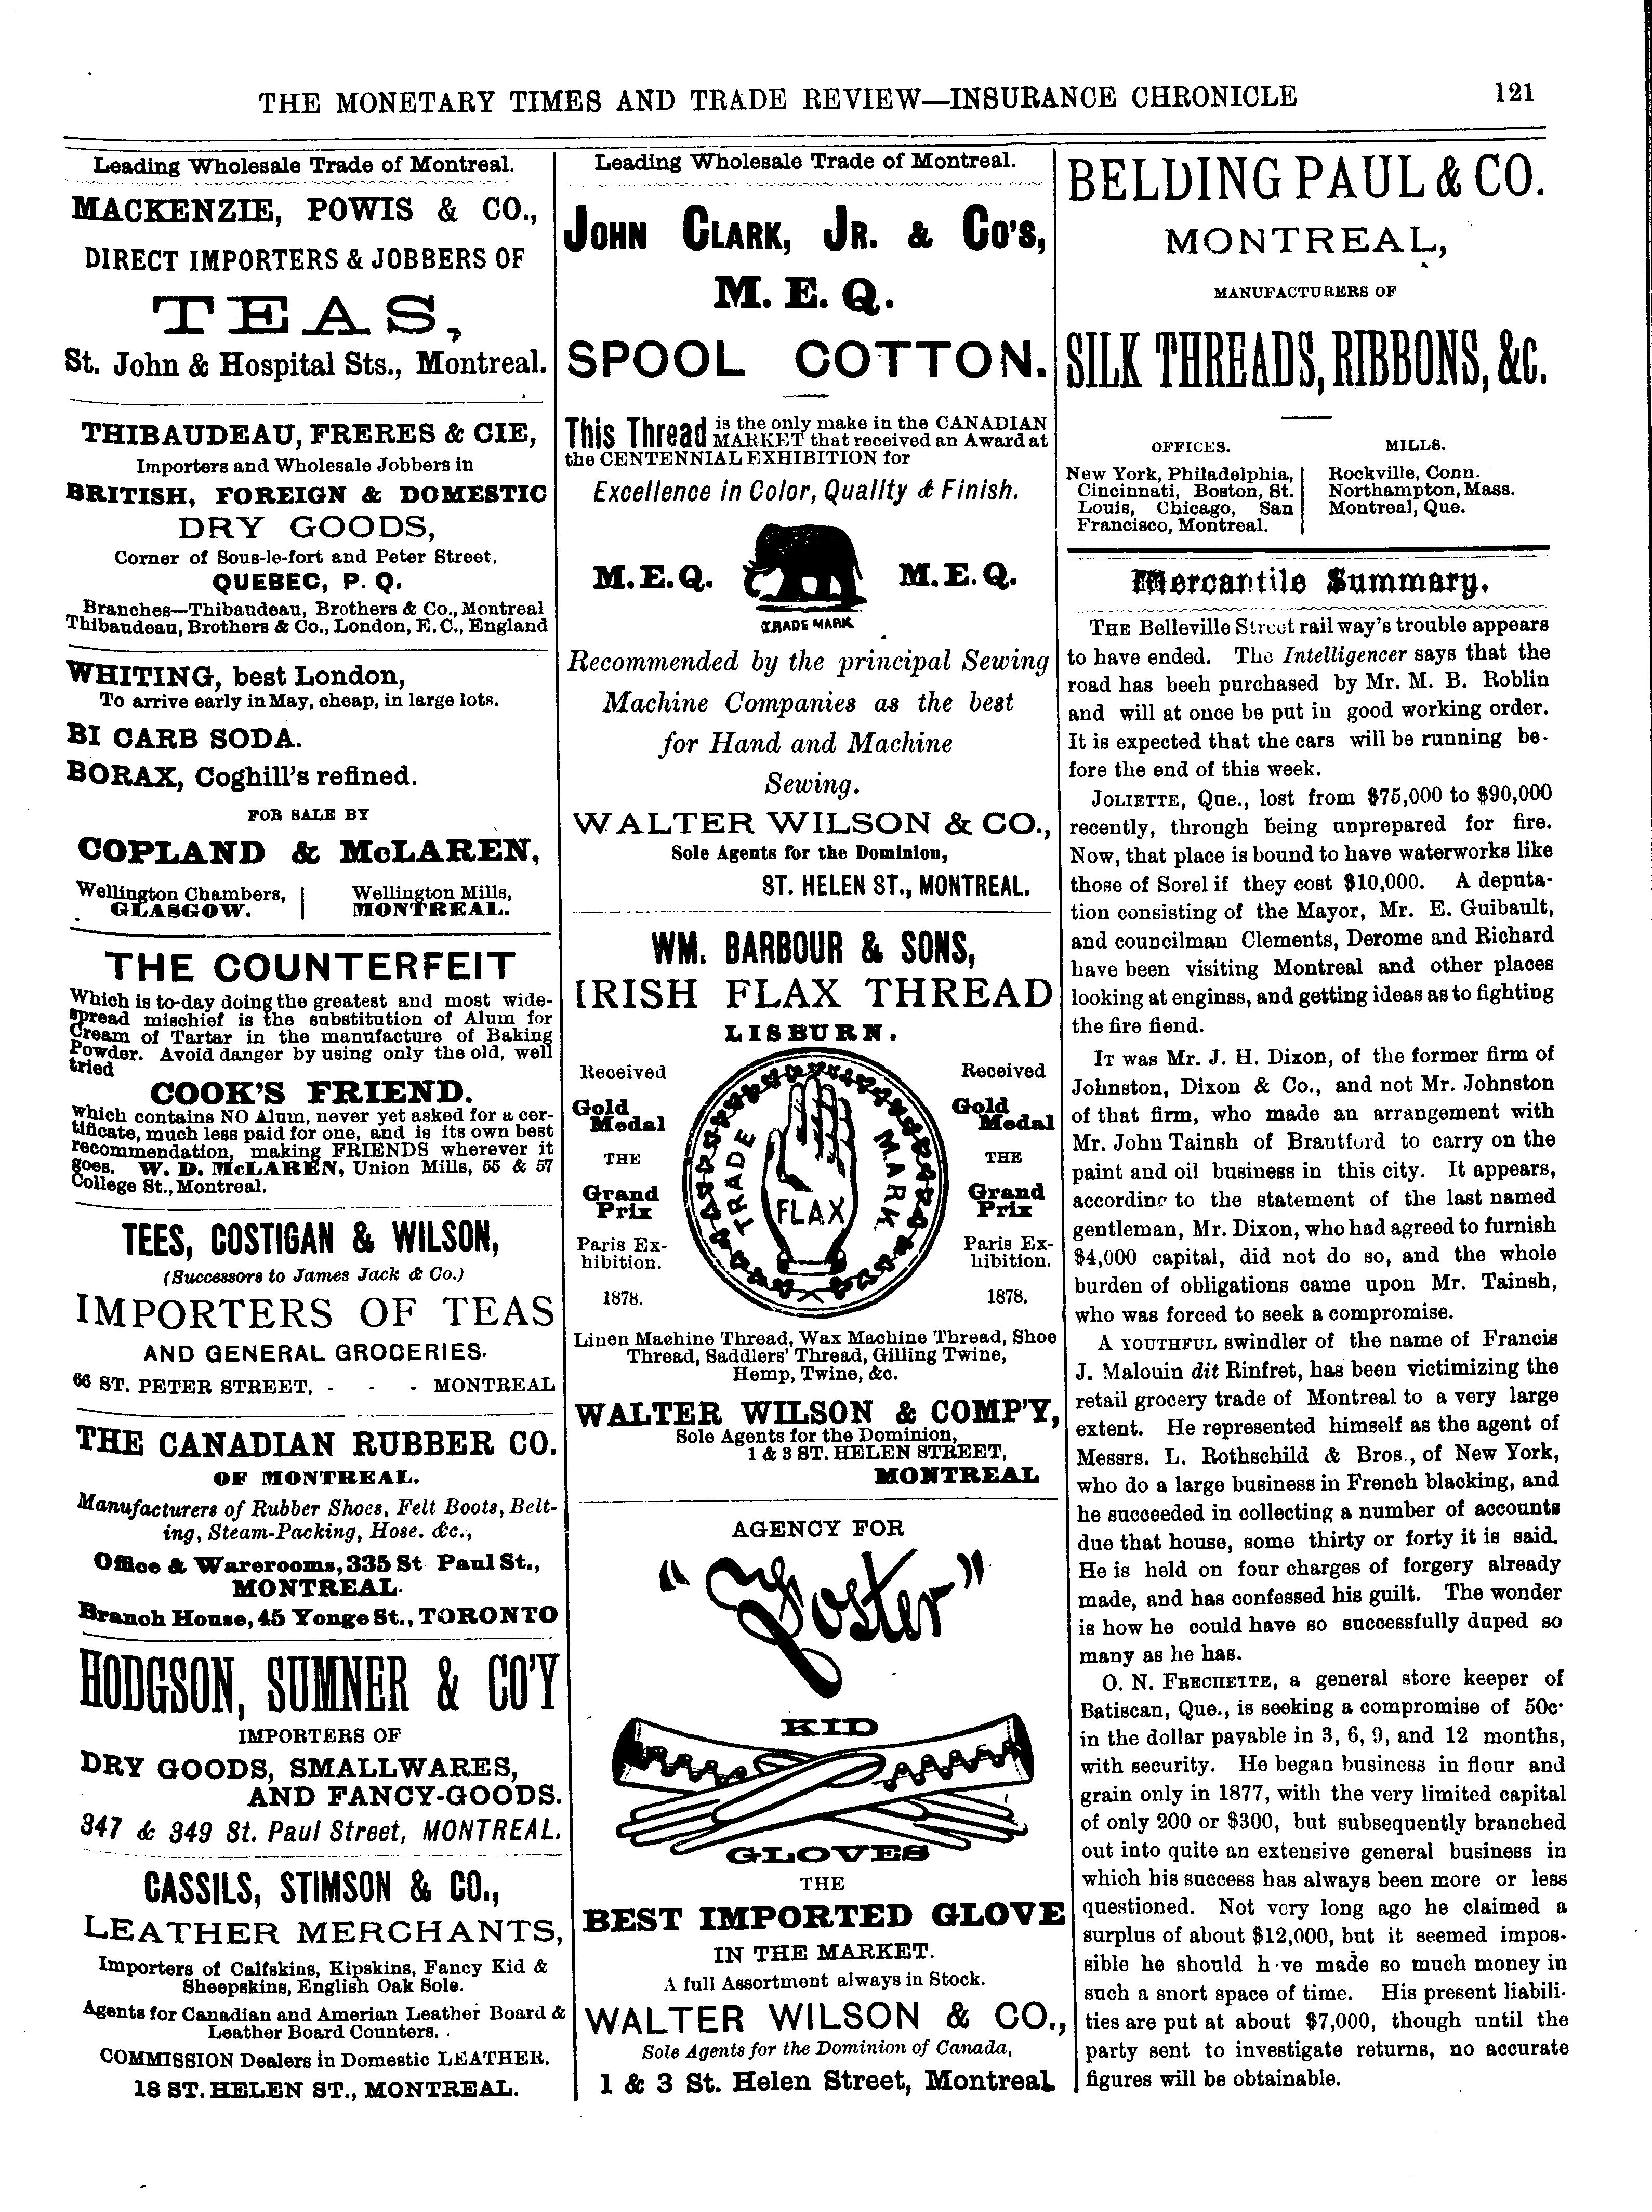 THE MONETARY TIMES AND TRADE REVIEW—INSURANCE CHRONICLE 121
Leading Wholesale Trade of Montreal.
MACKENZIE, POWIS & CO.,
DIRECT IMPORTERS & JOBBERS OF
TEAS,
St. John & Hospital Sts., Montreal.
THIBAUDEAU, FRERES & CIE,
Importers and Wholesale Jobbers in
BRITISH, FOREIGN & DOMESTIC
DRY GOODS,
Corner of Sous-le-fort and Peter Street,
QUEBEC, P. Q.
Branches—Thibaudeau, Brothers & Co., Montreal
Thibaudeau, Brothers & Co., London, E. C., England
WHITING, best London,
To arrive early in May, cheap, in large lots.
BI CARB SODA.
BORAX, Coghill's refined.
FOR SALE BY
COPLAND & McLAREN,
Wellington Chambers, Wellington Mills,
GLASGOW. MONTREAL.
THE COUNTERFEIT
Which is to-day doing the greatest and most wide-
spread mischief is the substitution of Alum for
Cream of Tartar in the manufacture of Baking
Powder. Avoid danger by using only the old, well
tried
COOK'S FRIEND.
which contains NO Alum, never yet asked for a cer-
tificate, much less paid for one, and is its own best
recommendation, making FRIENDS wherever it
goes. W. D. McLAREN, Union Mills, 55 & 57
College St., Montreal.
TEES, COSTIGAN & WILSON,
(Successors to James Jack & Co.)
IMPORTERS OF TEAS
AND GENERAL GROCERIES.
66 ST. PETER STREET, - - - MONTREAL
THE CANADIAN RUBBER CO.
OF MONTREAL.
Manufacturers of Rubber Shoes, Felt Boots, Belt-
ing, Steam-Packing, Hose. &c.,
Office & Warerooms, 335 St Paul St.,
MONTREAL.
Branch House, 45 Yonge St., TORONTO
HODGSON, SUMNER & CO'Y
IMPORTERS OF
DRY GOODS, SMALLWARES,
AND FANCY-GOODS.
347 & 349 St. Paul Street, MONTREAL.
CASSILS, STIMSON & CO.,
LEATHER MERCHANTS,
Importers of Calfskins, Kipskins, Fancy Kid &
Sheepskins, English Oak Sole.
Agents for Canadian and Amerian Leather Board &
Leather Board Counters.
COMMISSION Dealers in Domestic LEATHER.
18 ST. HELEN ST., MONTREAL.
Leading Wholesale Trade of Montreal.
JOHN CLARK, JR. & CO'S,
M. E. Q.
SPOOL COTTON.
This Thread is the only make in the CANADIAN
MARKET that received an Award at
the CENTENNIAL EXHIBITION for
Excellence in Color, Quality & Finish.
M.E.Q. M.E.Q.
TRADE MARK
Recommended by the principal Sewing
Machine Companies as the best
for Hand and Machine
Sewing.
WALTER WILSON & CO.,
Sole Agents for the Dominion,
ST. HELEN ST., MONTREAL.
WM. BARBOUR & SONS,
IRISH FLAX THREAD
LISBURN.
Received
Gold
Medal
THE
Grand
Prix
Paris Ex-
hibition.
1878.
TRADE MARK
FLAX
Received
Gold
Medal
THE
Grand
Prix
Paris Ex-
hibition.
1878.
Linen Machine Thread, Wax Machine Thread, Shoe
Thread, Saddlers' Thread, Gilling Twine,
Hemp, Twine, &c.
WALTER WILSON & COMP'Y,
Sole Agents for the Dominion,
1 & 3 ST. HELEN STREET,
MONTREAL
AGENCY FOR
"Foster"
KID
GLOVES
THE
BEST IMPORTED GLOVE
IN THE MARKET.
A full Assortment always in Stock.
WALTER WILSON & CO.,
Sole Agents for the Dominion of Canada,
1 & 3 St. Helen Street, Montreal
BELDING PAUL & CO.
MONTREAL,
MANUFACTURERS OF
SILK THREADS, RIBBONS, &c.
OFFICES. MILLS.
New York, Philadelphia, Rockville, Conn.
Cincinnati, Boston, St. Northampton, Mass.
Louis, Chicago, San Montreal, Que.
Francisco, Montreal.
Mercantile Summary.
THE Belleville Street railway's trouble appears
to have ended. The Intelligencer says that the
road has beeh purchased by Mr. M. B. Roblin
and will at once be put in good working order.
It is expected that the cars will be running be-
fore the end of this week.
JOLIETTE, Que., lost from $75,000 to $90,000
recently, through being unprepared for fire.
Now, that place is bound to have waterworks like
those of Sorel if they cost $10,000. A deputa-
tion consisting of the Mayor, Mr. E. Guibault,
and councilman Clements, Derome and Richard
have been visiting Montreal and other places
looking at enginss, and getting ideas as to fighting
the fire fiend.
IT was Mr. J. H. Dixon, of the former firm of
Johnston, Dixon & Co., and not Mr. Johnston
of that firm, who made an arrangement with
Mr. John Tainsh of Brantford to carry on the
paint and oil business in this city. It appears,
according to the statement of the last named
gentleman, Mr. Dixon, who had agreed to furnish
$4,000 capital, did not do so, and the whole
burden of obligations came upon Mr. Tainsh,
who was forced to seek a compromise.
A YOUTHFUL swindler of the name of Francis
J. Malouin dit Rinfret, has been victimizing the
retail grocery trade of Montreal to a very large
extent. He represented himself as the agent of
Messrs. L. Rothschild & Bros., of New York,
who do a large business in French blacking, and
he succeeded in collecting a number of accounts
due that house, some thirty or forty it is said.
He is held on four charges of forgery already
made, and has confessed his guilt. The wonder
is how he could have so successfully duped so
many as he has.
O. N. FRECHETTE, a general store keeper of
Batiscan, Que., is seeking a compromise of 50c.
in the dollar payable in 3, 6, 9, and 12 months,
with security. He began business in flour and
grain only in 1877, with the very limited capital
of only 200 or $300, but subsequently branched
out into quite an extensive general business in
which his success has always been more or less
questioned. Not very long ago he claimed a
surplus of about $12,000, but it seemed impos-
sible he should h ve made so much money in
such a snort space of time. His present liabili-
ties are put at about $7,000, though until the
party sent to investigate returns, no accurate
figures will be obtainable.